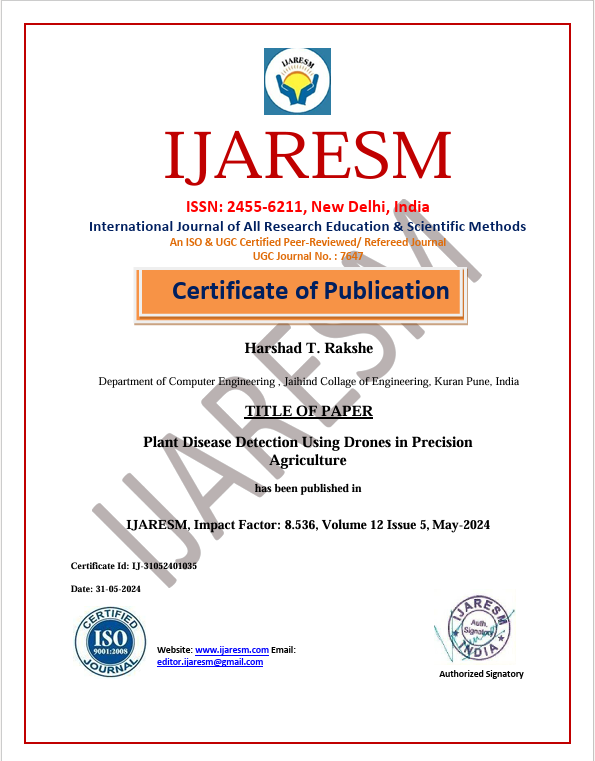 IJARESM
IJARESM
ISSN: 2455-6211, New Delhi, India
International Journal of All Research Education & Scientific Methods
An ISO & UGC Certified Peer-Reviewed/ Refereed Journal
UGC Journal No. : 7647
Certificate of Publication
IJARESM
Harshad T. Rakshe
Department of Computer Engineering , Jaihind Collage of Engineering, Kuran Pune, India
TITLE OF PAPER
Plant Disease Detection Using Drones in Precision
Agriculture
has been published in
IJARESM, Impact Factor: 8.536, Volume 12 Issue 5, May-2024
Certificate Id: IJ-31052401035
Date: 31-05-2024
CERTIFIED
ISO
9001:2008
JOURNAL
Website: www.ijaresm.com Email:
editor.ijaresm@gmail.com
IJARESM
Auth.
Signatory
INDIA
Authorized Signatory